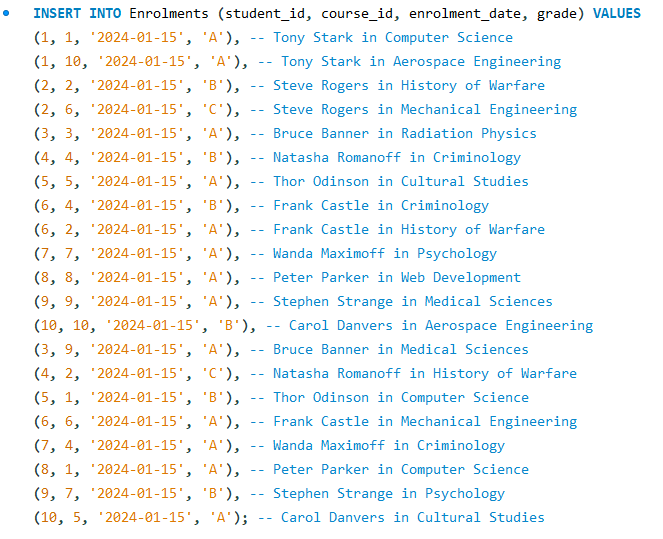 INSERT INTO Enrolments (student_id, course_id, enrolment_date, grade) VALUES
(1, 1, '2024-01-15', 'A'), -- Tony Stark in Computer Science
(1, 10, '2024-01-15', 'A'), -- Tony Stark in Aerospace Engineering
(2, 2, '2024-01-15', 'B'), -- Steve Rogers in History of Warfare
(2, 6, '2024-01-15', 'C'), -- Steve Rogers in Mechanical Engineering
(3, 3, '2024-01-15', 'A'), -- Bruce Banner in Radiation Physics
(4, 4, '2024-01-15', 'B'), -- Natasha Romanoff in Criminology
(5, 5, '2024-01-15', 'A'), -- Thor Odinson in Cultural Studies
(6, 4, '2024-01-15', 'B'), -- Frank Castle in Criminology
(6, 2, '2024-01-15', 'A'), -- Frank Castle in History of Warfare
(7, 7, '2024-01-15', 'A'), -- Wanda Maximoff in Psychology
(8, 8, '2024-01-15', 'A'), -- Peter Parker in Web Development
(9, 9, '2024-01-15', 'A'), -- Stephen Strange in Medical Sciences
(10, 10, '2024-01-15', 'B'), -- Carol Danvers in Aerospace Engineering
(3, 9, '2024-01-15', 'A'), -- Bruce Banner in Medical Sciences
(4, 2, '2024-01-15', 'C'), -- Natasha Romanoff in History of Warfare
(5, 1, '2024-01-15', 'B'), -- Thor Odinson in Computer Science
(6, 6, '2024-01-15', 'A'), -- Frank Castle in Mechanical Engineering
(7, 4, '2024-01-15', 'A'), -- Wanda Maximoff in Criminology
(8, 1, '2024-01-15', 'A'), -- Peter Parker in Computer Science
(9, 7, '2024-01-15', 'B'), -- Stephen Strange in Psychology
(10, 5, '2024-01-15', 'A'); -- Carol Danvers in Cultural Studies